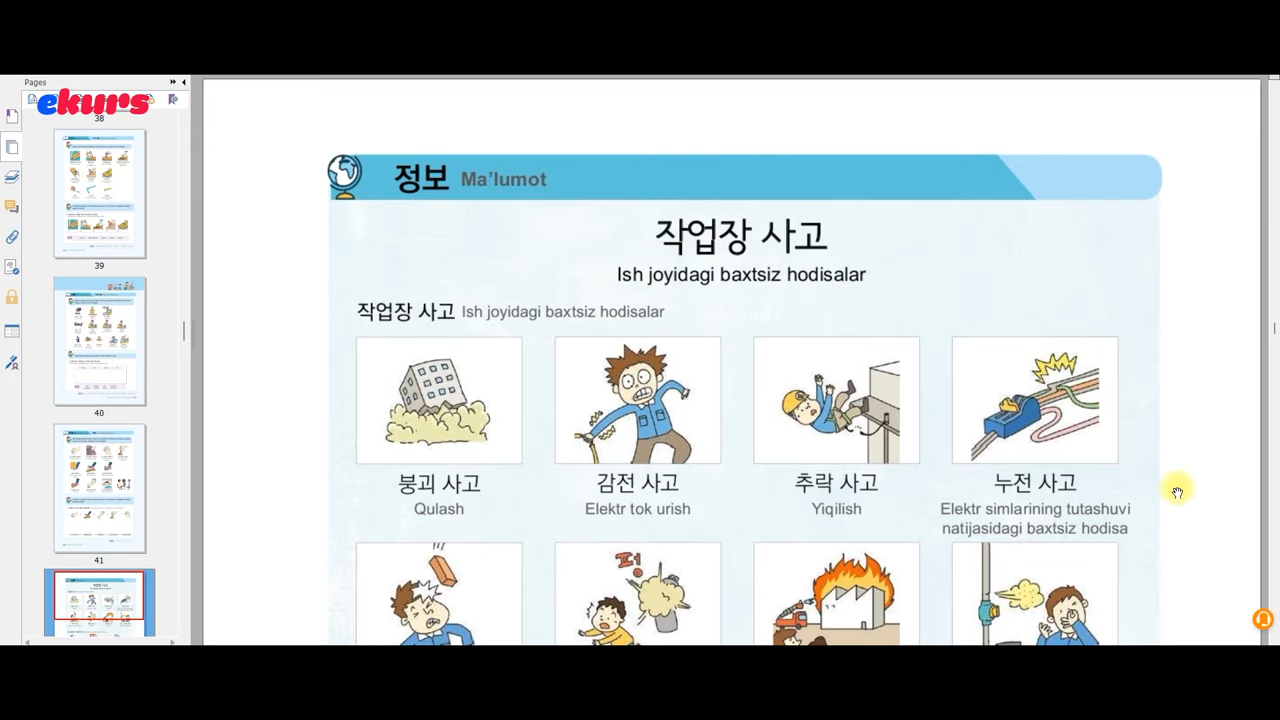 Pages
ekurs
38
39
40
41
정보 Ma'lumot
작업장 사고
Ish joyidagi baxtsiz hodisalar
작업장 사고 Ish joyidagi baxtsiz hodisalar
붕괴 사고 감전 사고 추락 사고 누전 사고
Qulash Elektr tok urish Yiqilish Elektr simlarining tutashuvi
natijasidagi baxtsiz hodisa
펑